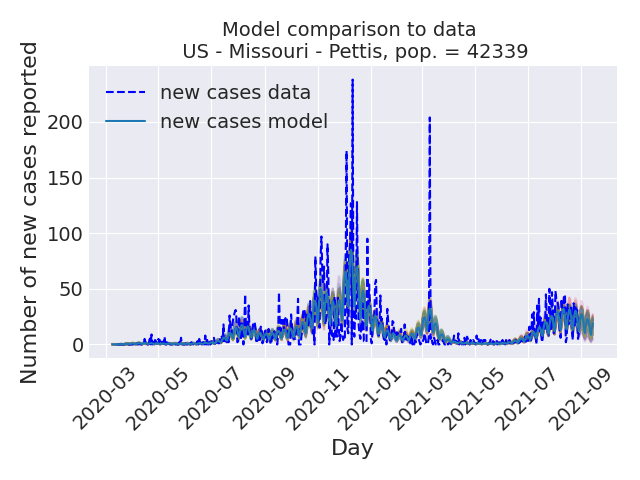 Model comparison to data
US - Missouri - Pettis, pop. = 42339
Number of new cases reported
new cases data
new cases model
200
150
100
50
0
2020-03
2020-05
2020-07
2020-09
2020-11
2021-01
2021-03
2021-05
2021-07
2021-09
Day